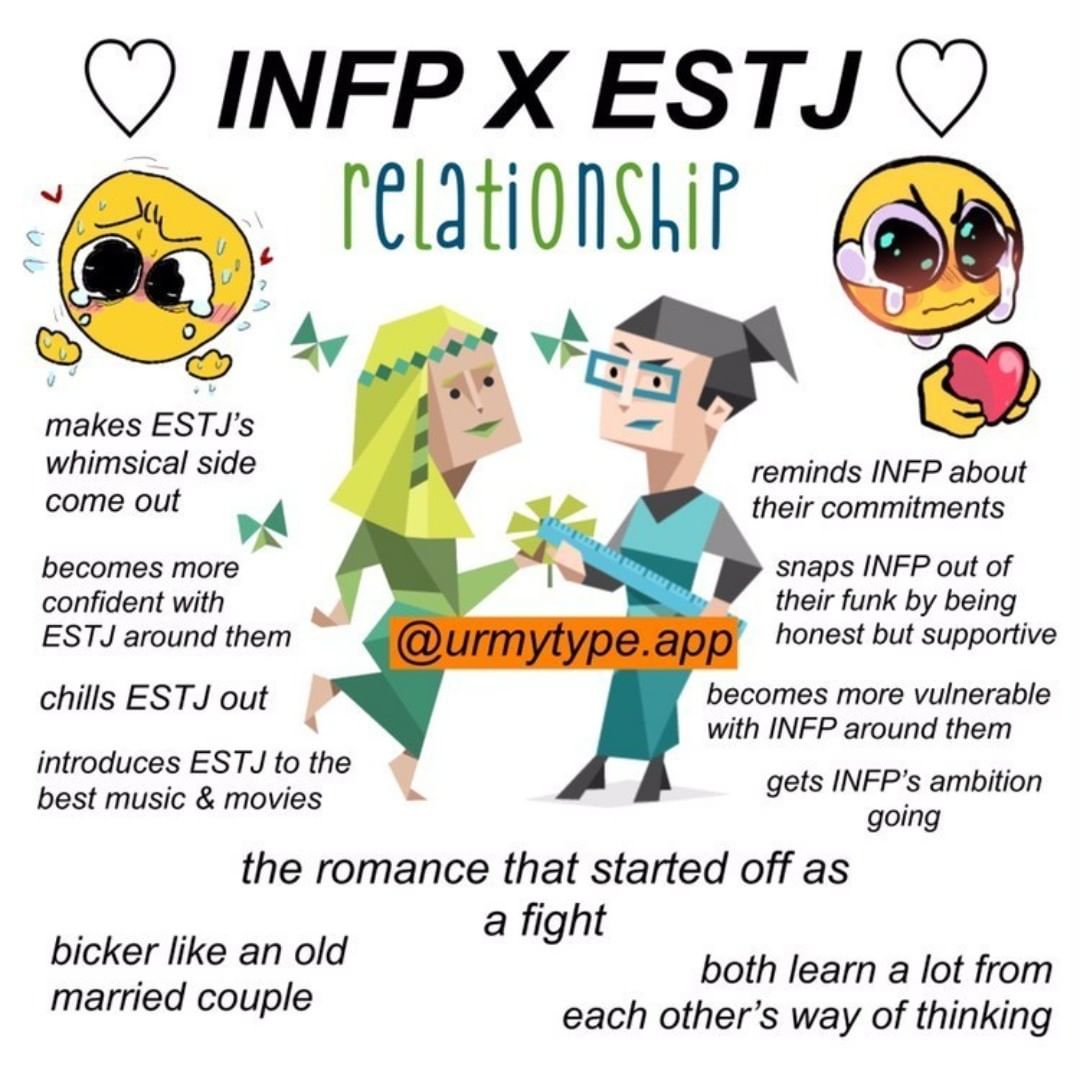 ♡ INFP X ESTJ ♡
relationship
makes ESTJ's
whimsical side
come out
becomes more
confident with
ESTJ around them
chills ESTJ out
introduces ESTJ to the
best music & movies
@urmytype.app
reminds INFP about
their commitments
snaps INFP out of
their funk by being
honest but supportive
becomes more vulnerable
with INFP around them
gets INFP's ambition
going
the romance that started off as
a fight
bicker like an old
married couple
both learn a lot from
each other's way of thinking